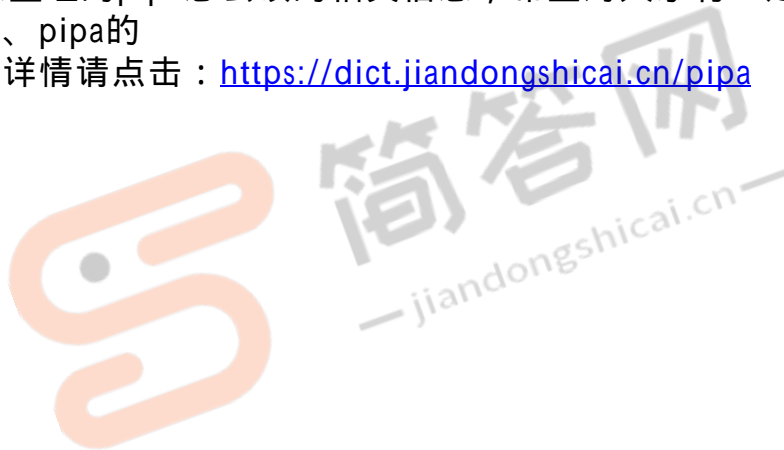 、pipa的
详情请点击：https://dict.jiandongshicai.cn/pipa
简答网
jiandongshicai.cn